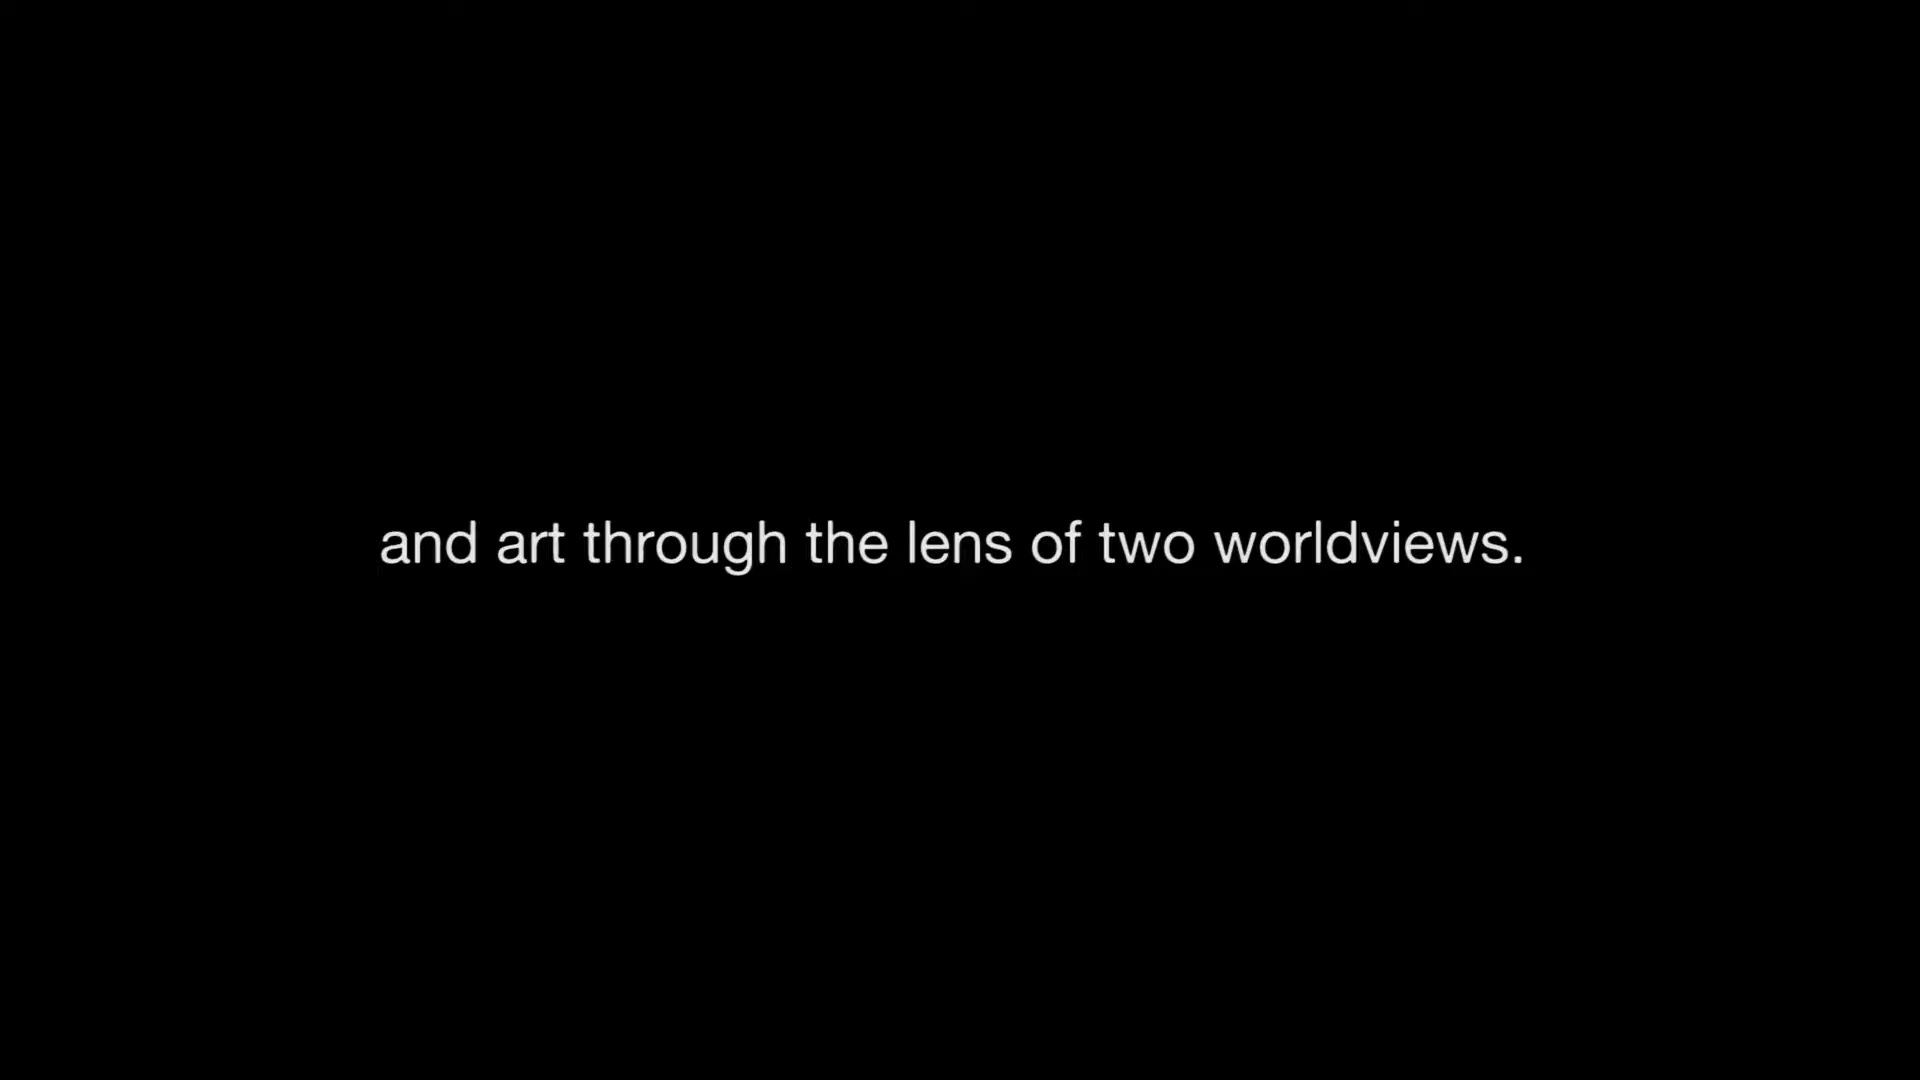 and art through the lens of two worldviews.